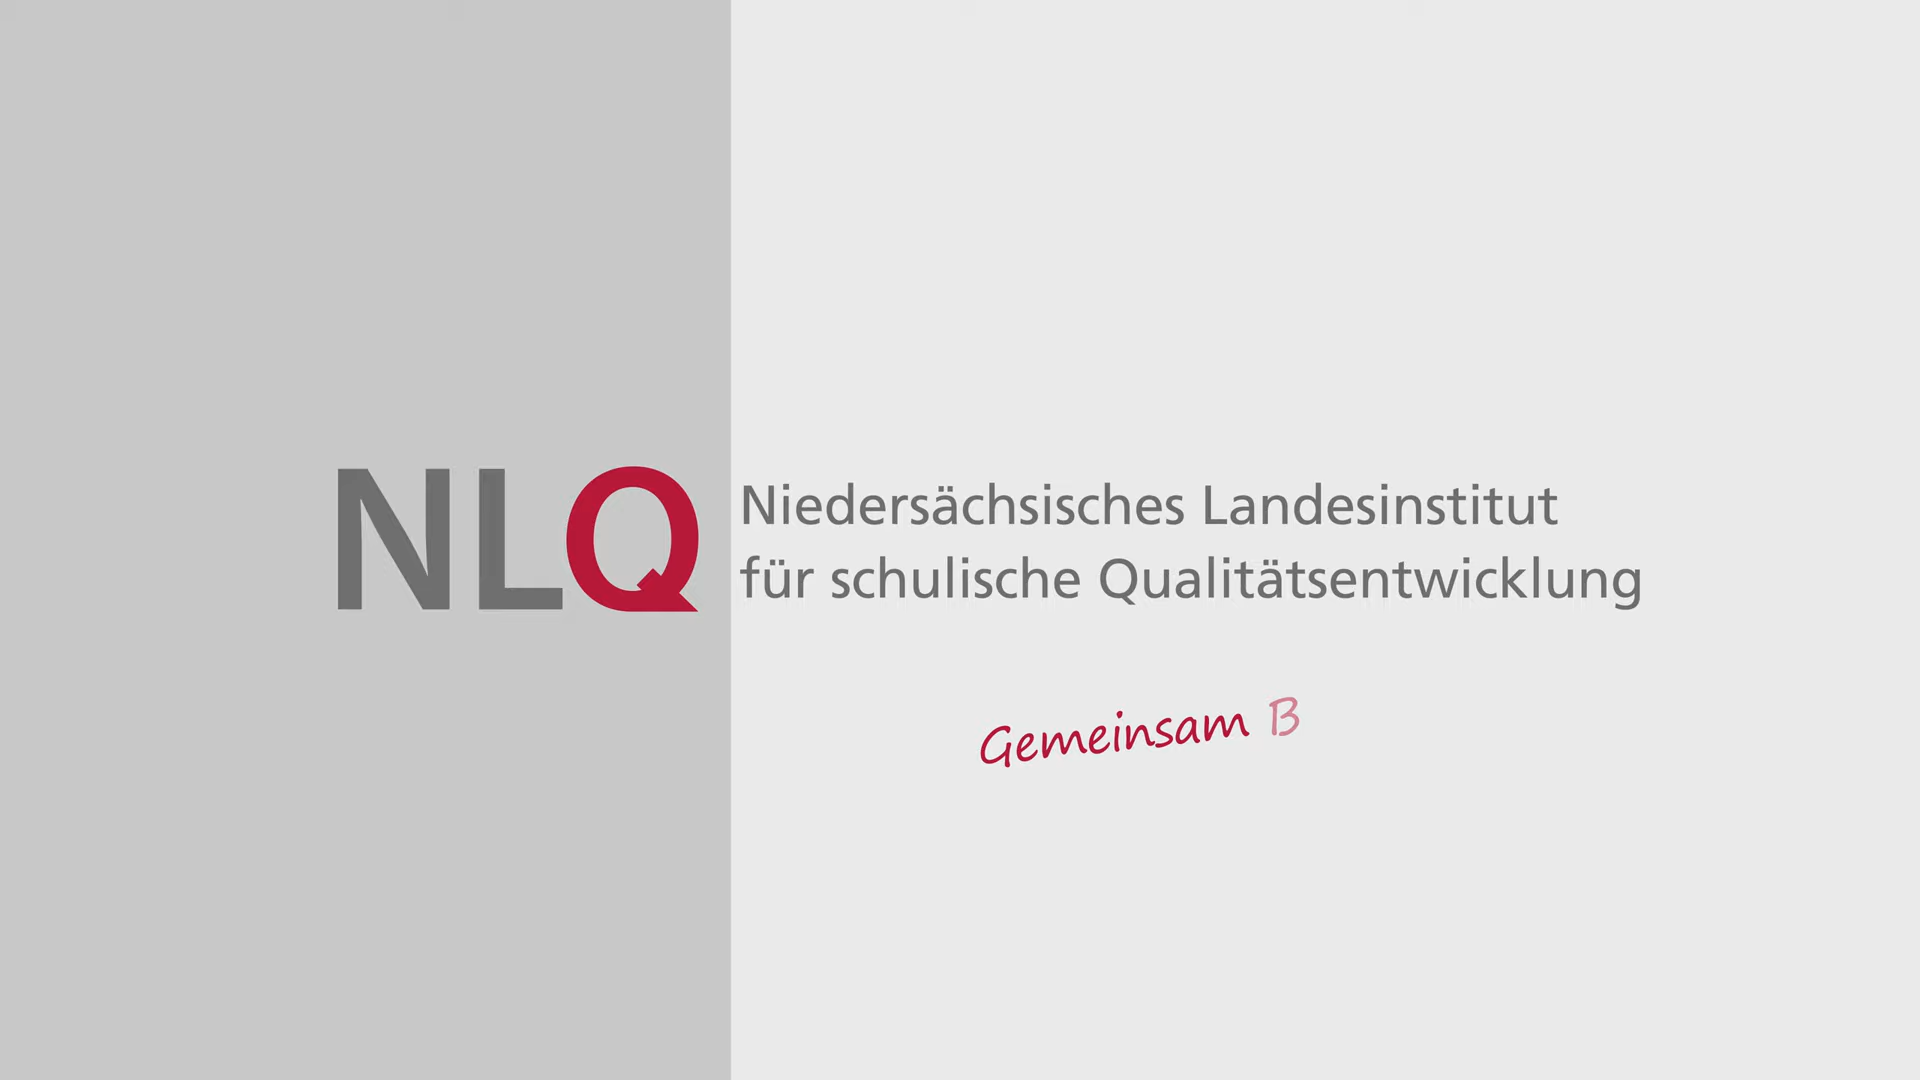 NLQ
Niedersächsisches Landesinstitut
für schulische Qualitätsentwicklung
Gemeinsam B